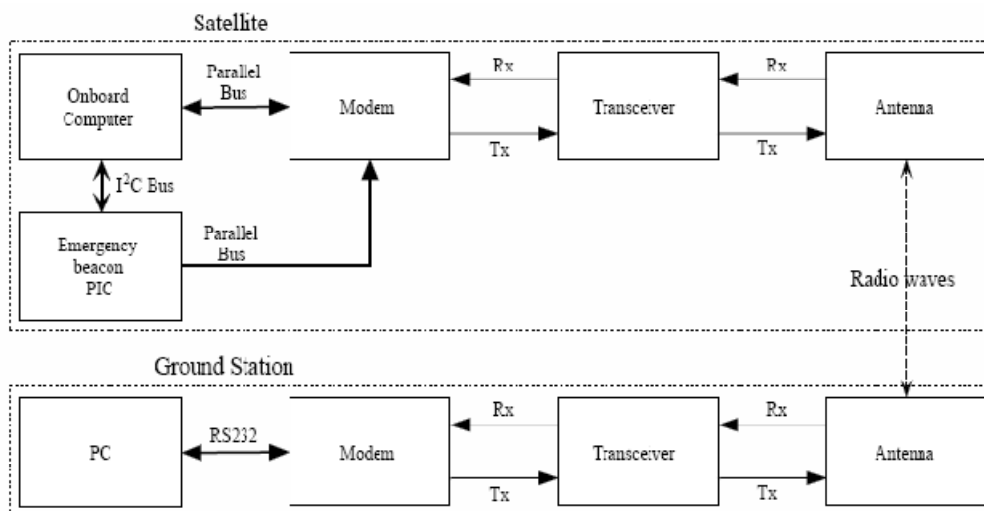 Satellite
Onboard
Computer
Parallel
Bus
Modem
Rx
Tx
Transceiver
Rx
Tx
Antenna
I²C Bus
Emergency
beacon
PIC
Parallel
Bus
Radio waves
Ground Station
PC
RS232
Modem
Rx
Tx
Transceiver
Rx
Tx
Antenna